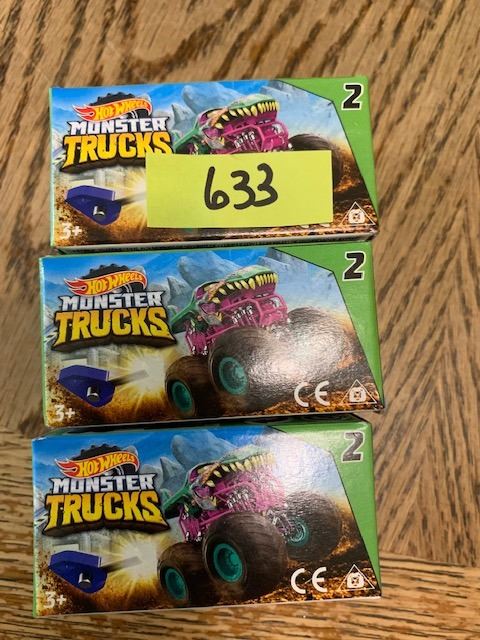 HOT WHEELS
MONSTER
TRUCKS
2
633
3+
HOT WHEELS
MONSTER
TRUCKS
2
3+
CE
HOT WHEELS
MONSTER
TRUCKS
2
3+
CE